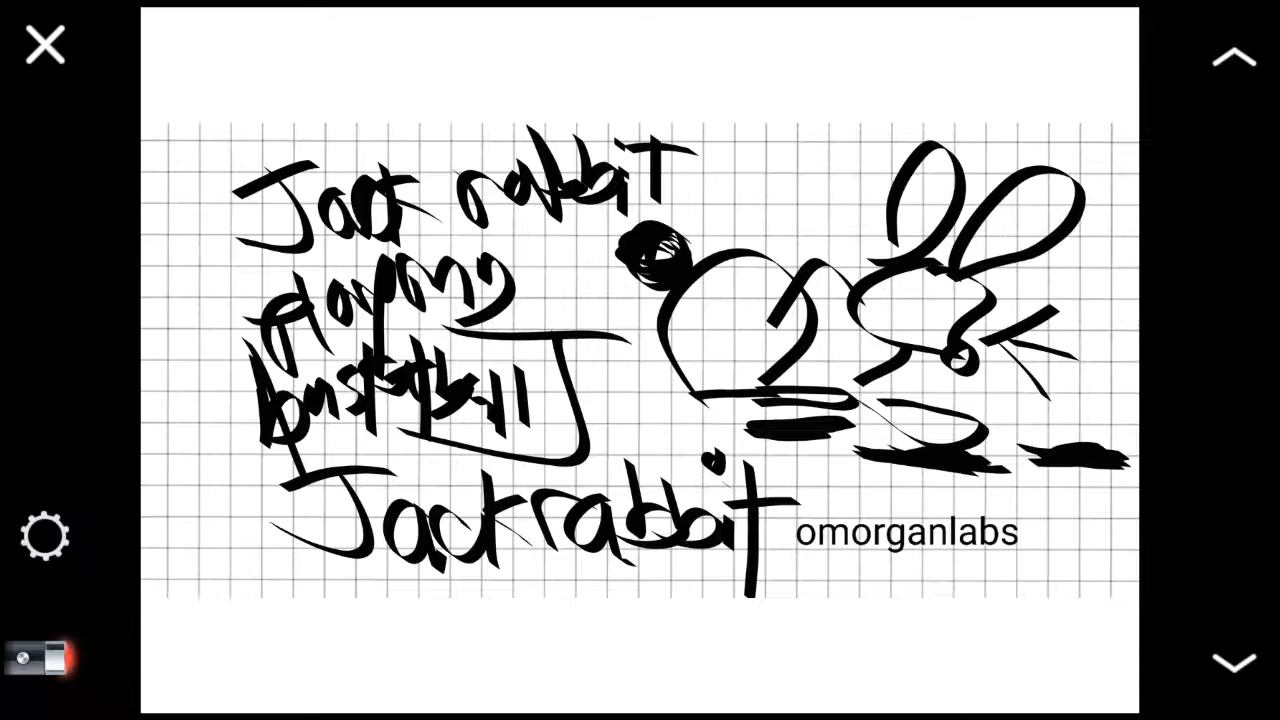 Jack rabbit
playing
basketball J
Jackrabbit
omorganlabs